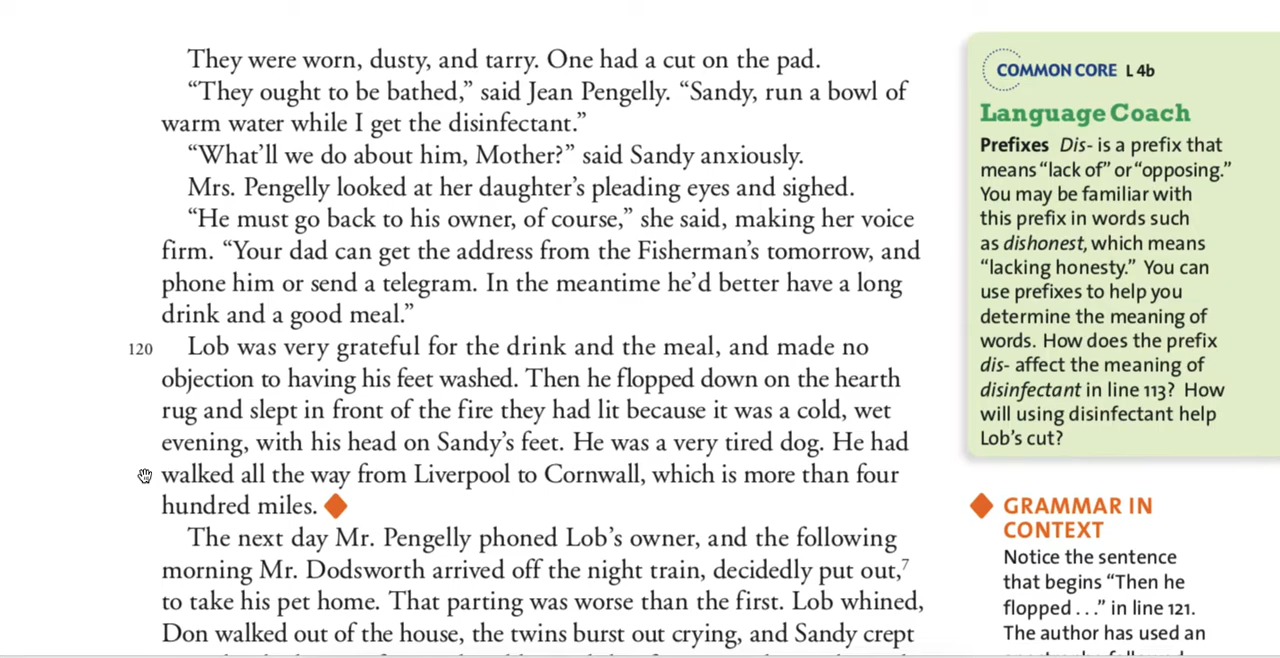 They were worn, dusty, and tarry. One had a cut on the pad.
“They ought to be bathed,” said Jean Pengelly. “Sandy, run a bowl of
warm water while I get the disinfectant.”
“What’ll we do about him, Mother?” said Sandy anxiously.
Mrs. Pengelly looked at her daughter’s pleading eyes and sighed.
“He must go back to his owner, of course,” she said, making her voice
firm. “Your dad can get the address from the Fisherman’s tomorrow, and
phone him or send a telegram. In the meantime he’d better have a long
drink and a good meal.”
120 Lob was very grateful for the drink and the meal, and made no
objection to having his feet washed. Then he flopped down on the hearth
rug and slept in front of the fire they had lit because it was a cold, wet
evening, with his head on Sandy’s feet. He was a very tired dog. He had
walked all the way from Liverpool to Cornwall, which is more than four
hundred miles.
The next day Mr. Pengelly phoned Lob’s owner, and the following
morning Mr. Dodsworth arrived off the night train, decidedly put out,7
to take his pet home. That parting was worse than the first. Lob whined,
Don walked out of the house, the twins burst out crying, and Sandy crept
COMMON CORE L 4b
Language Coach
Prefixes Dis- is a prefix that
means “lack of” or “opposing.”
You may be familiar with
this prefix in words such
as dishonest, which means
“lacking honesty.” You can
use prefixes to help you
determine the meaning of
words. How does the prefix
dis- affect the meaning of
disinfectant in line 113? How
will using disinfectant help
Lob’s cut?
GRAMMAR IN
CONTEXT
Notice the sentence
that begins “Then he
flopped . . .” in line 121.
The author has used an